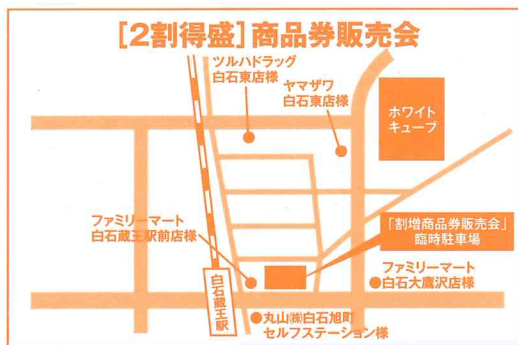 [2割得盛]商品券販売会
ツルハドラッグ
白石東店様
ヤマザワ
白石東店様
ホワイト
キューブ
ファミリーマート
白石蔵王駅前店様
「割増商品券販売会」
臨時駐車場
ファミリーマート
●白石大鷹沢店様
白石蔵王駅
●丸山㈱白石旭町
セルフステーション様